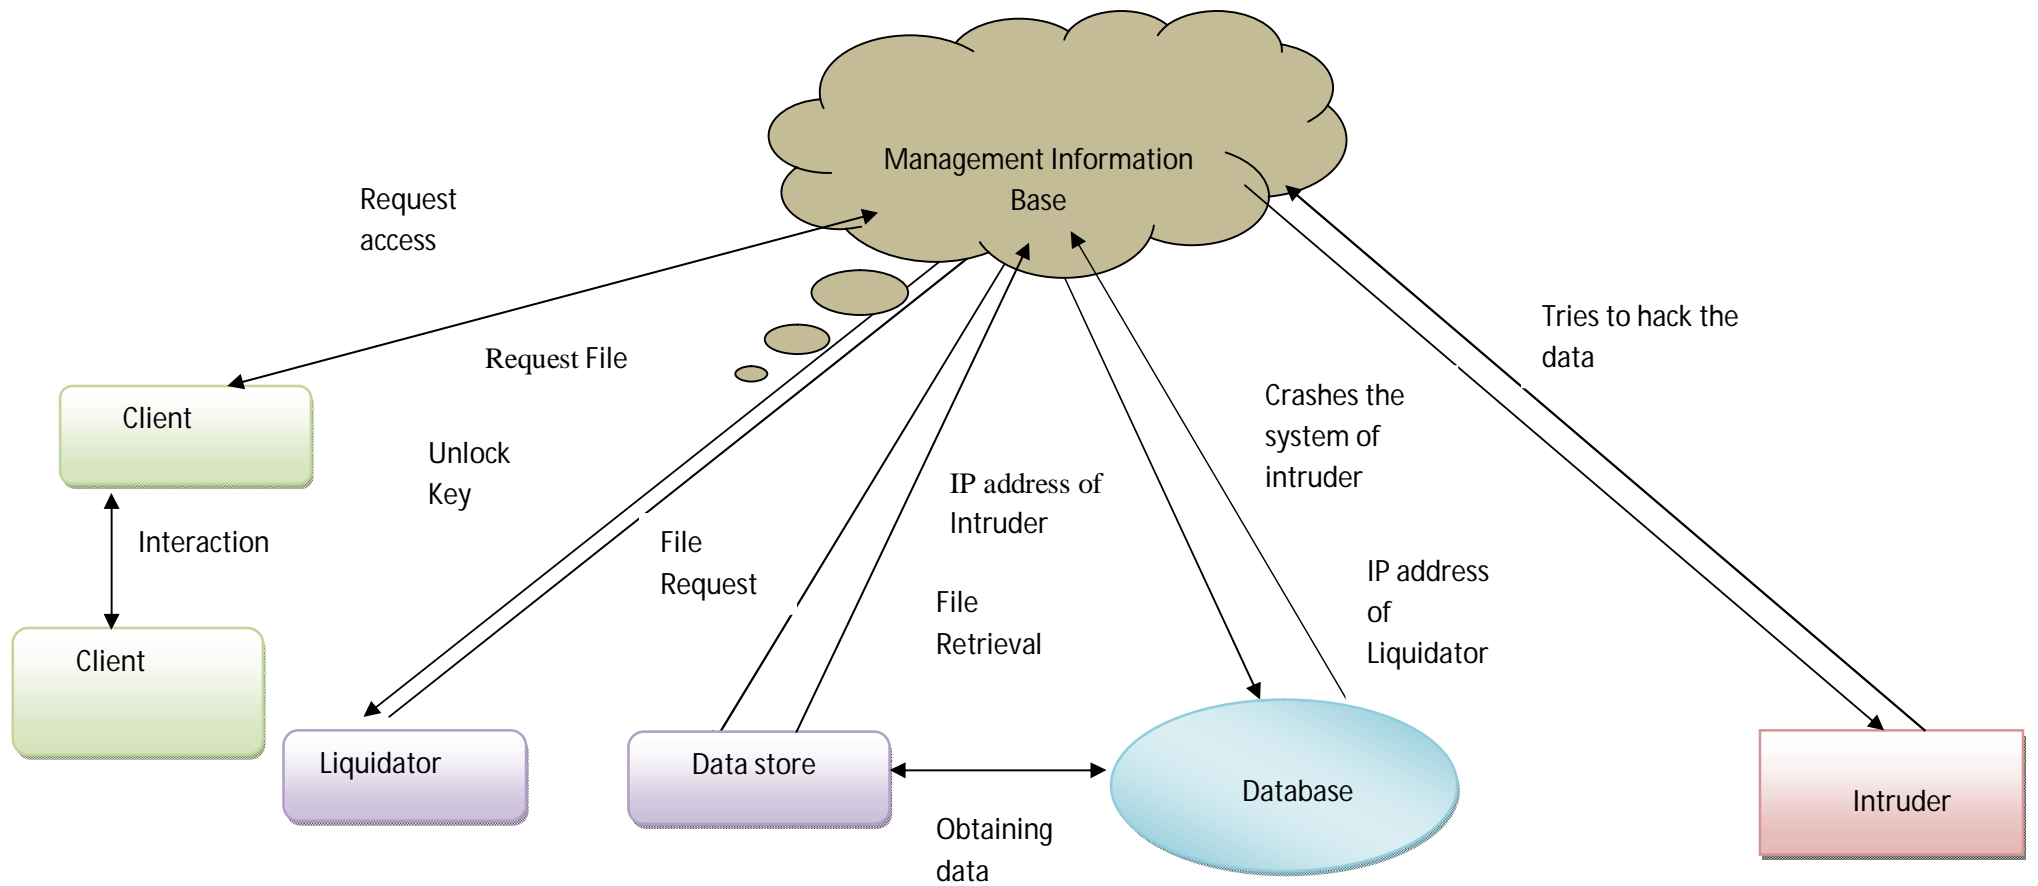 Management Information
Base
Request
access
Tries to hack the
data
Request File
Client
Crashes the
system of
intruder
Unlock
Key
IP address of
Intruder
Interaction
File
Request
IP address
of
Liquidator
File
Retrieval
Client
Liquidator
Data store
Database
Intruder
Obtaining
data